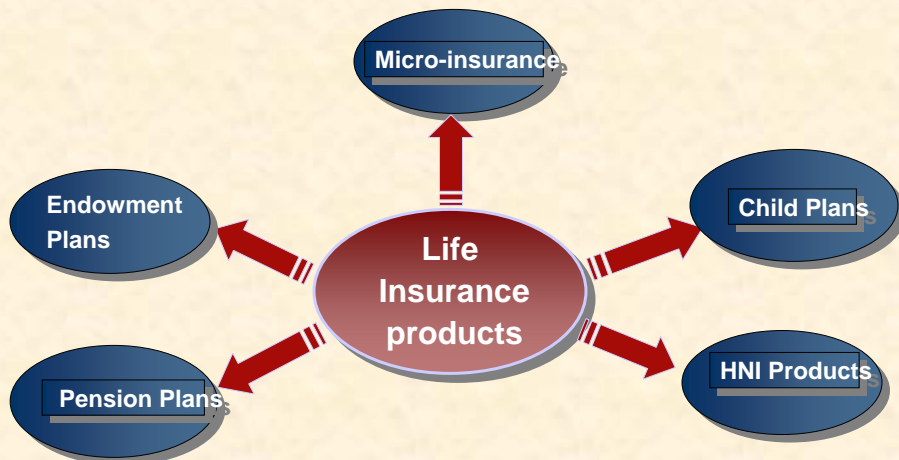 Micro-insurance
Endowment
Plans
Child Plans
Life
Insurance
products
Pension Plans
HNI Products